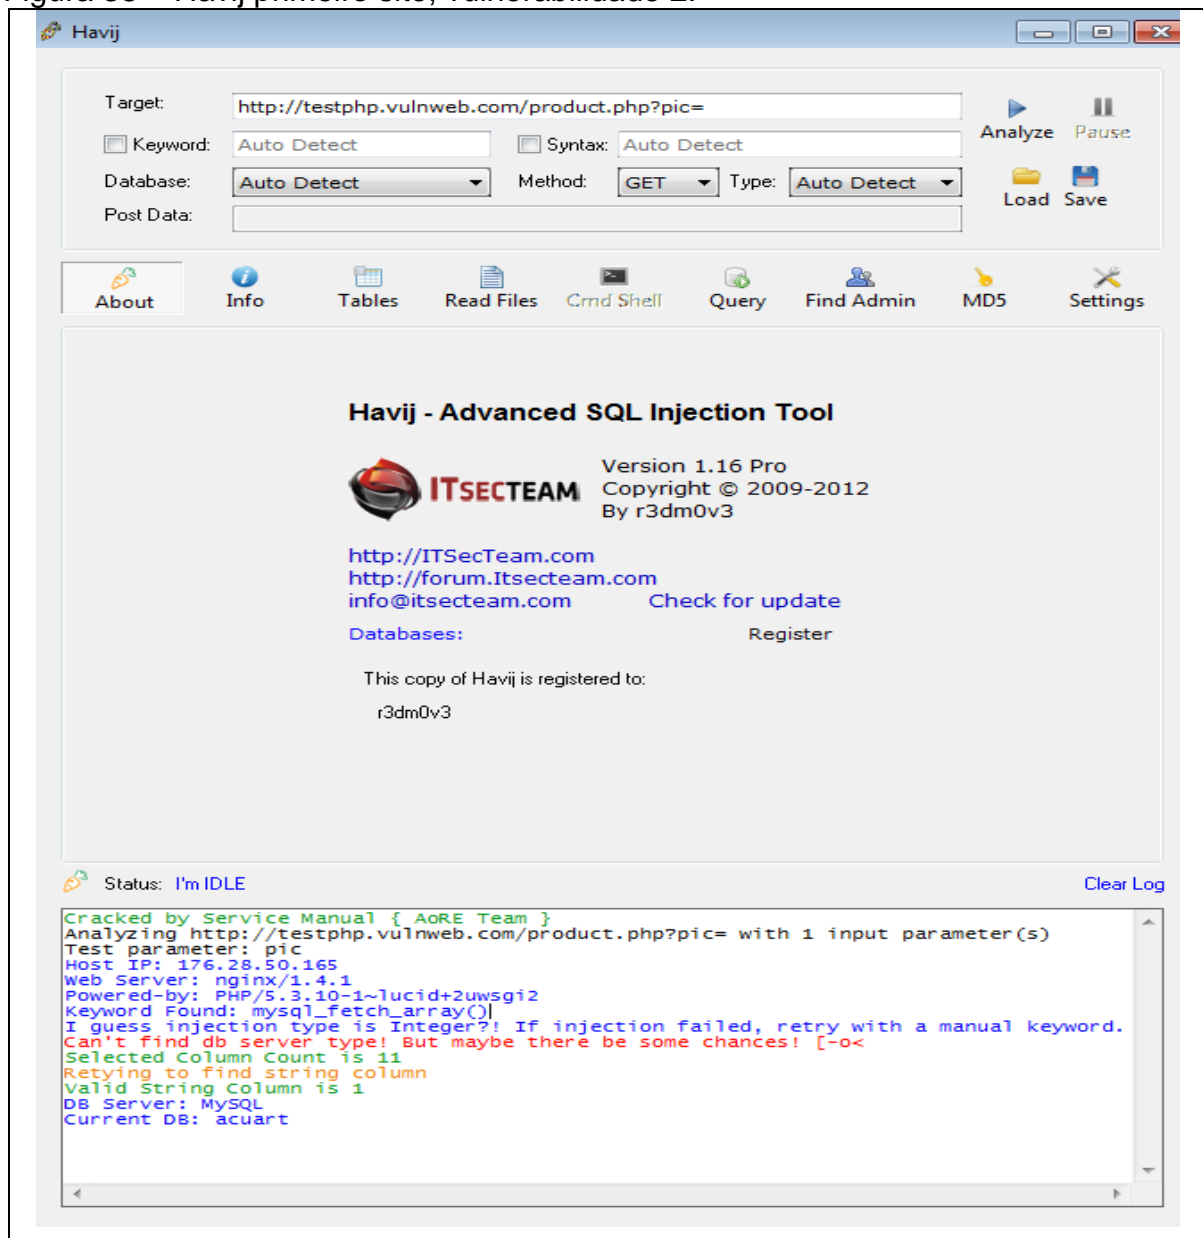 Figura 35 – Havij primeiro site, vulnerabilidade 2.
Havij
Target: http://testphp.vulnweb.com/product.php?pic=
Analyze Pause
Keyword: Auto Detect Syntax: Auto Detect
Database: Auto Detect Method: GET Type: Auto Detect
Load Save
Post Data:
About Info Tables Read Files Cmd Shell Query Find Admin MD5 Settings
Havij - Advanced SQL Injection Tool
ITSECTEAM
Version 1.16 Pro
Copyright © 2009-2012
By r3dm0v3
http://ITSecTeam.com
http://forum.Itsecteam.com
info@itsecteam.com Check for update
Databases: Register
This copy of Havij is registered to:
r3dm0v3
Status: I'm IDLE Clear Log
Cracked by Service Manual { AoRE Team }
Analyzing http://testphp.vulnweb.com/product.php?pic= with 1 input parameter(s)
Test parameter: pic
Host IP: 176.28.50.165
Web Server: nginx/1.4.1
Powered-by: PHP/5.3.10-1~lucid+2uwsgi2
Keyword Found: mysql_fetch_array()
I guess injection type is Integer?! If injection failed, retry with a manual keyword.
Can't find db server type! But maybe there be some chances! [-o<
Selected Column Count is 11
Retying to find string column
Valid String Column is 1
DB Server: MySQL
Current DB: acuart